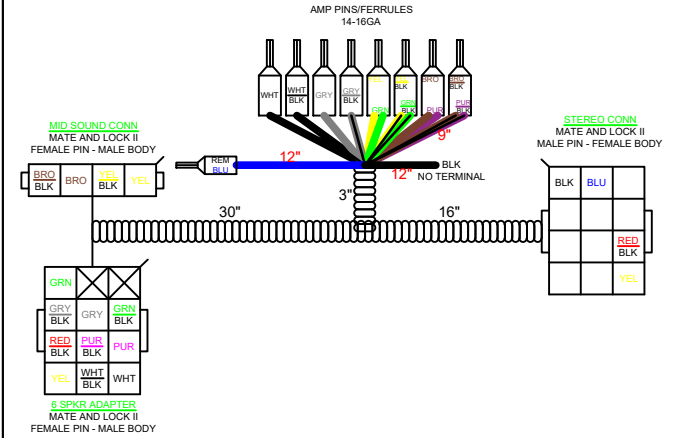 AMP PINS/FERRULES
14-16GA
WHT
WHT
BLK
GRY
GRY
BLK
YEL
GRN
YEL
BLK
GRN
BLK
BRO
PUR
BRO
BLK
PUR
BLK
9"
MID SOUND CONN
MATE AND LOCK II
FEMALE PIN - MALE BODY
BRO
BLK
BRO
YEL
BLK
YEL
REM
BLU
12"
12"
BLK
NO TERMINAL
3"
30"
16"
STEREO CONN
MATE AND LOCK II
MALE PIN - FEMALE BODY
BLK
BLU
RED
BLK
YEL
GRN
GRY
BLK
GRY
GRN
BLK
RED
BLK
PUR
BLK
PUR
YEL
WHT
BLK
WHT
6 SPKR ADAPTER
MATE AND LOCK II
FEMALE PIN - MALE BODY